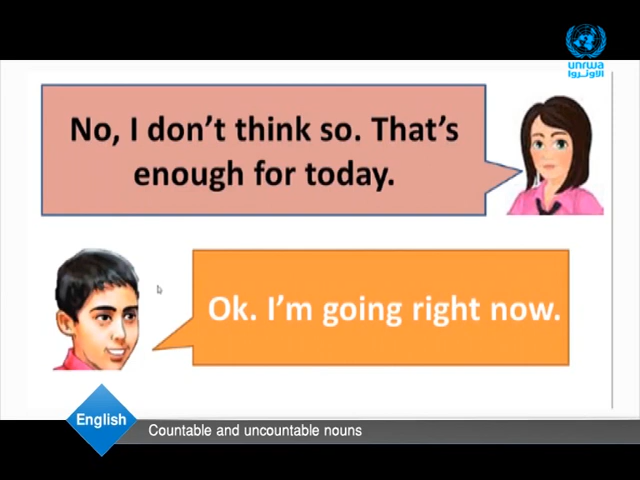 unrwa
الأونروا
No, I don't think so. That's
enough for today.
Ok. I'm going right now.
English
Countable and uncountable nouns